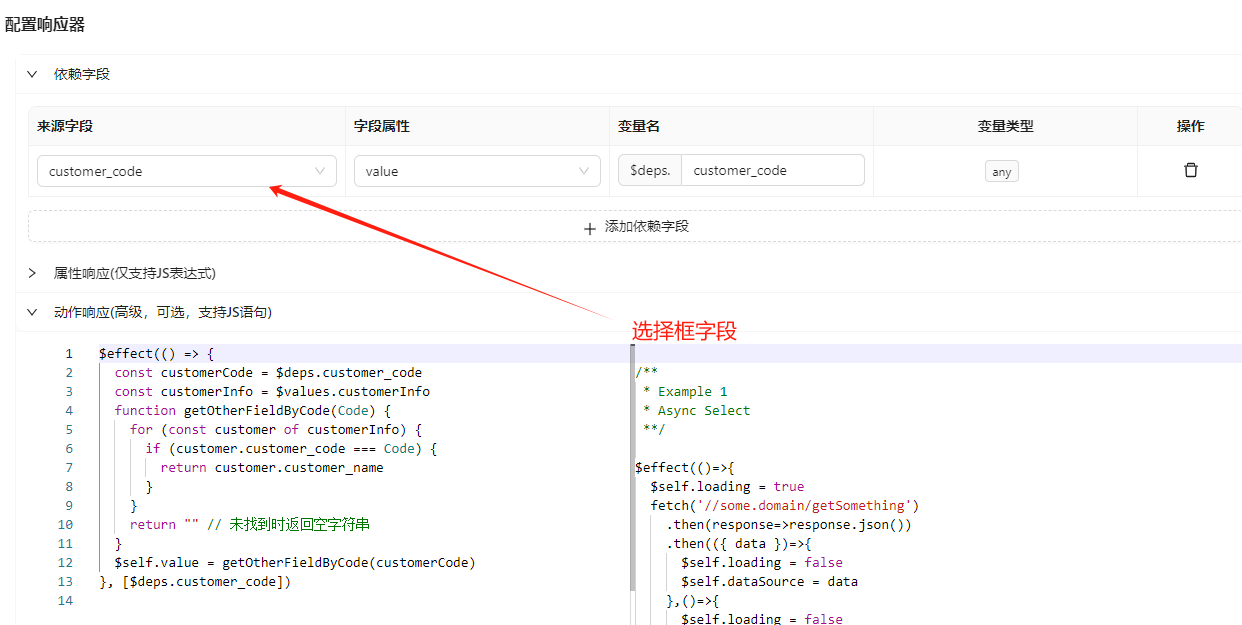 配置响应器
依赖字段
来源字段 字段属性 变量名 变量类型 操作
customer_code value $deps. customer_code any
添加依赖字段
属性响应(仅支持JS表达式)
动作响应(高级，可选，支持JS语句)
选择框字段
1 $effect(() => {
2 const customerCode = $deps.customer_code
3 const customerInfo = $values.customerInfo
4 function getOtherFieldByCode(Code) {
5 for (const customer of customerInfo) {
6 if (customer.customer_code === Code) {
7 return customer.customer_name
8 }
9 }
10 return "" // 未找到时返回空字符串
11 }
12 $self.value = getOtherFieldByCode(customerCode)
13 }, [$deps.customer_code])
14
/**
* Example 1
* Async Select
**/
$effect(()=>{
$self.loading = true
fetch('//some.domain/getSomething')
.then(response=>response.json())
.then(({ data })=>{
$self.loading = false
$self.dataSource = data
},()=>{
$self.loading = false